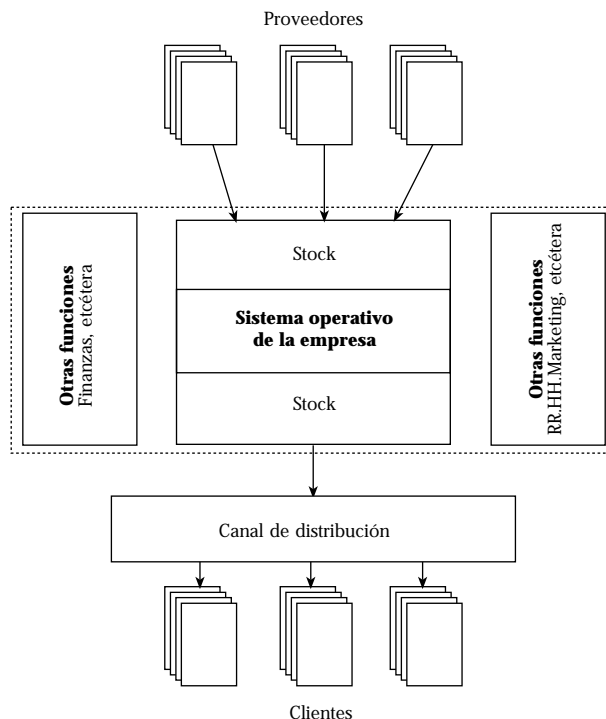 Proveedores
Otras funciones
Finanzas, etcétera
Stock
Sistema operativo
de la empresa
Stock
Otras funciones
RR.HH.Marketing, etcétera
Canal de distribución
Clientes